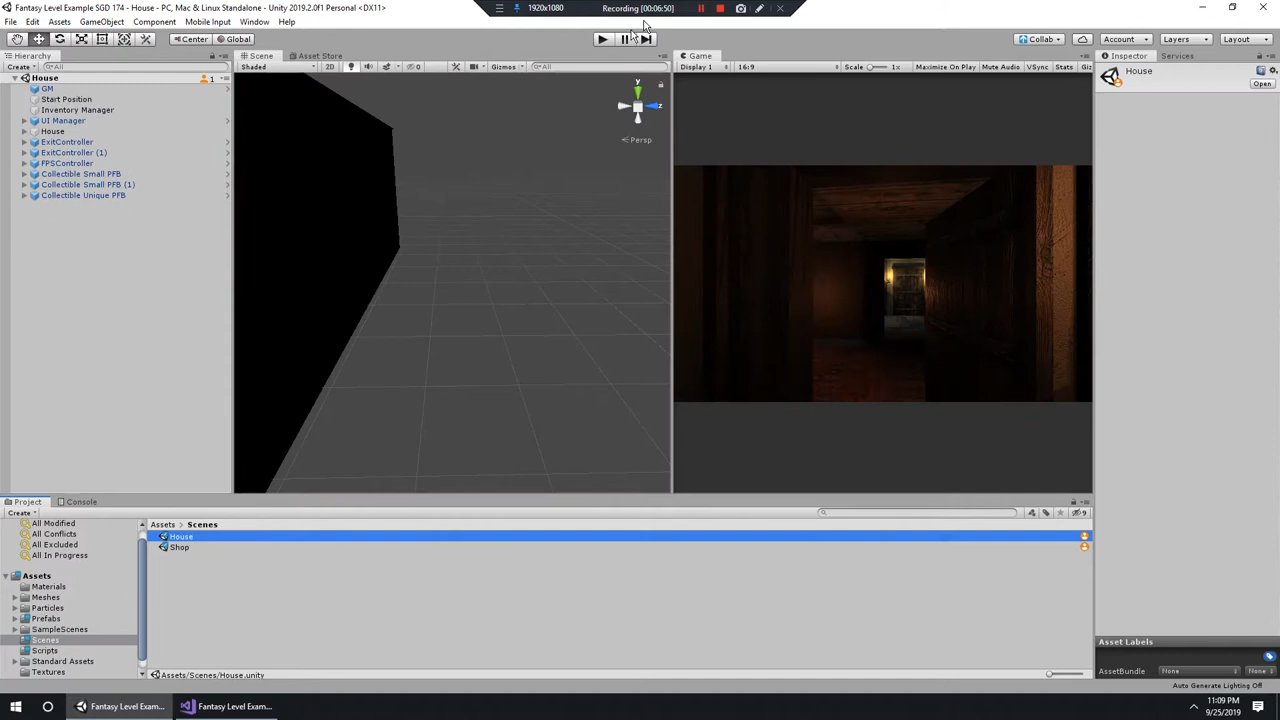 Fantasy Level Example SGD 174 - PC, Mac & Linux Standalone - Unity 2019.2.0f1 Personal <DX11>
1920x1080
Recording [00:06:50]
File Edit Assets GameObject Component Mobile Input Window Help
Center Global
Collab
Account
Layers
Layout
Hierarchy
Scene Asset Store
Game
Inspector Services
Create
All
Shaded
2D
0
Gizmos
All
Display 1
16:9
Scale 1x
Maximize On Play
Mute Audio
VSync
Stats
Giz
House
1
GM
Start Position
Inventory Manager
UI Manager
House
ExitController
ExitController (1)
FPSController
Collectible Small PFB
Collectible Small PFB (1)
Collectible Unique PFB
y
z
Persp
House
Open
Project Console
Create
9
All Modified
All Conflicts
All Excluded
All In Progress
Assets
Materials
Meshes
Particles
Prefabs
SampleScenes
Scenes
Scripts
Standard Assets
Textures
Assets > Scenes
House
Shop
Assets/Scenes/House.unity
Asset Labels
AssetBundle None None
Auto Generate Lighting Off
Fantasy Level Exam...
Fantasy Level Exam...
11:09 PM
9/25/2019